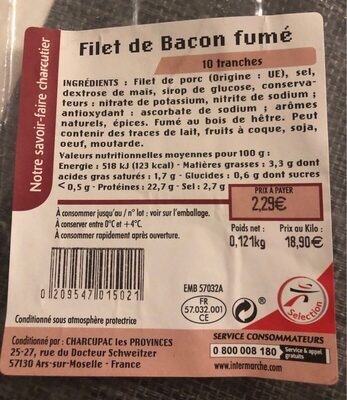 Filet de Bacon fumé
10 tranches
Notre savoir-faire charcutier
INGRÉDIENTS : Filet de porc (Origine : UE), sel,
dextrose de maïs, sirop de glucose, conserva-
teurs : nitrate de potassium, nitrite de sodium ;
antioxydant : ascorbate de sodium ; arômes
naturels, épices. Fumé au bois de hêtre. Peut
contenir des traces de lait, fruits à coque, soja,
oeuf, moutarde.
Valeurs nutritionnelles moyennes pour 100 g :
Energie : 518 kJ (123 kcal) - Matières grasses : 3,3 g dont
acides gras saturés : 1,7 g - Glucides : 0,6 g dont sucres
< 0,5 g - Protéines : 22,7 g - Sel : 2,7 g
PRIX A PAYER
2,29€
À consommer jusqu'au / n° lot : voir sur l'emballage.
À conserver entre 0°C et +4°C.
À consommer rapidement après ouverture.
Poids net : Prix au Kilo :
0,121kg 18,90€
0 209547 015021
EMB 57032A
FR
57.032.001
CE
Sélection
Conditionné sous atmosphère protectrice
Conditionné par : CHARCUPAC les PROVINCES
25-27, rue du Docteur Schweitzer
57130 Ars-sur-Moselle - France
SERVICE CONSOMMATEURS
0 800 008 180 Service & appel gratuits
www.intermarche.com